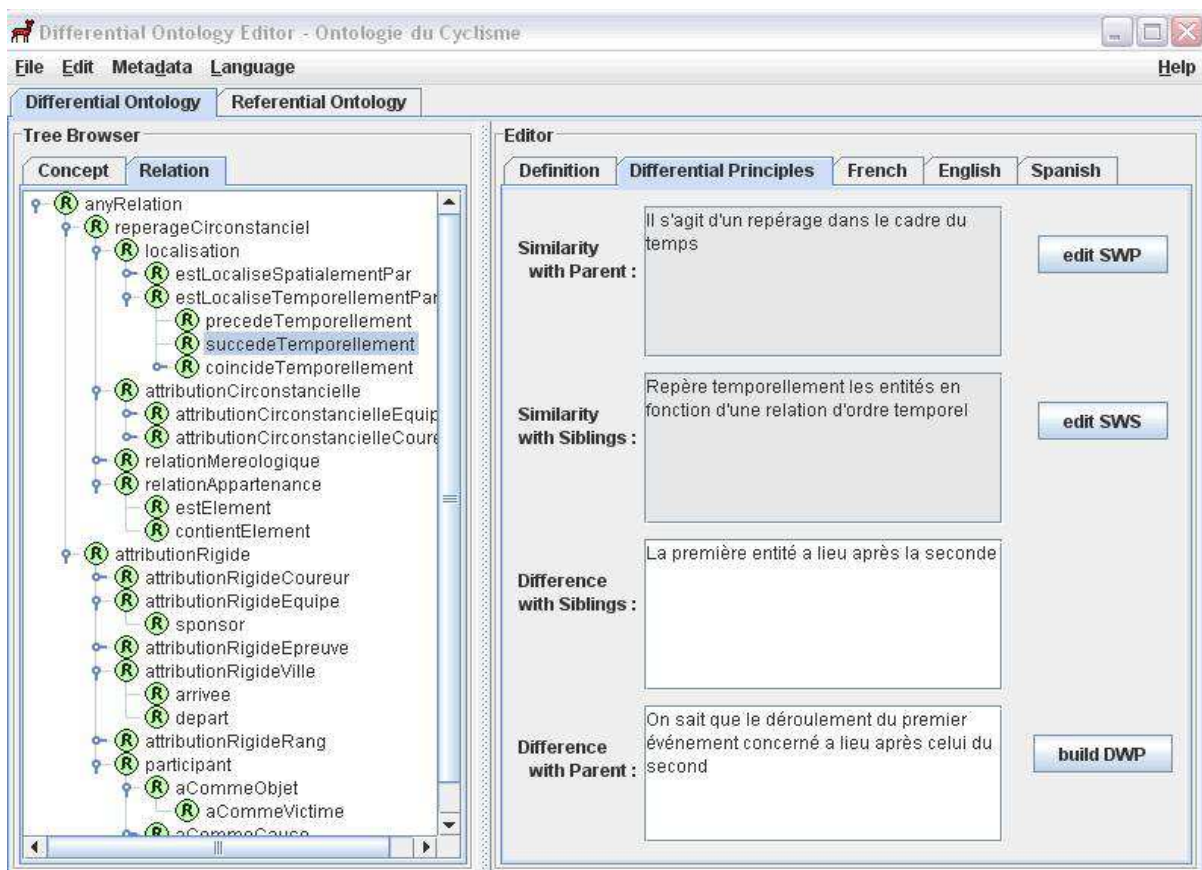 Differential Ontology Editor - Ontologie du Cyclisme
File Edit Metadata Language Help
Differential Ontology Referential Ontology
Tree Browser
Concept Relation
R anyRelation
R reperageCirconstanciel
R localisation
R estLocaliseSpatialementPar
R estLocaliseTemporellementPar
R precedeTemporellement
R succedeTemporellement
R coincideTemporellement
R attributionCirconstancielle
R attributionCirconstancielleEquip
R attributionCirconstancielleCoure
R relationMereologique
R relationAppartenance
R estElement
R contientElement
R attributionRigide
R attributionRigideCoureur
R attributionRigideEquipe
R sponsor
R attributionRigideEpreuve
R attributionRigideVille
R arrivee
R depart
R attributionRigideRang
R participant
R aCommeObjet
R aCommeVictime
R aCommeCause
Editor
Definition Differential Principles French English Spanish
Similarity
with Parent :
Il s'agit d'un repérage dans le cadre du
temps
edit SWP
Similarity
with Siblings :
Repère temporellement les entités en
fonction d'une relation d'ordre temporel
edit SWS
Difference
with Siblings :
La première entité a lieu après la seconde
Difference
with Parent :
On sait que le déroulement du premier
événement concerné a lieu après celui du
second
build DWP